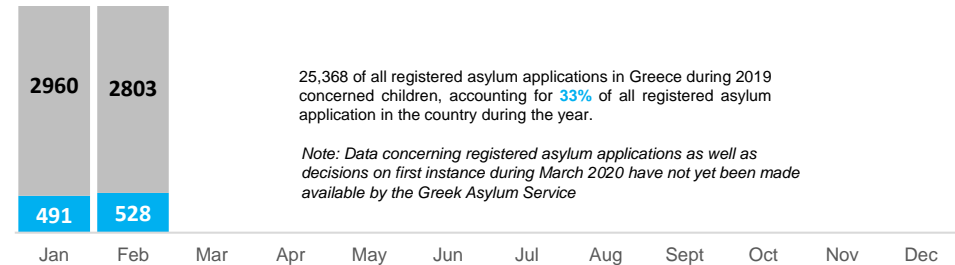 2960 2803
25,368 of all registered asylum applications in Greece during 2019
concerned children, accounting for 33% of all registered asylum
application in the country during the year.
Note: Data concerning registered asylum applications as well as
decisions on first instance during March 2020 have not yet been made
available by the Greek Asylum Service
491 528
Jan Feb Mar Apr May Jun Jul Aug Sept Oct Nov Dec